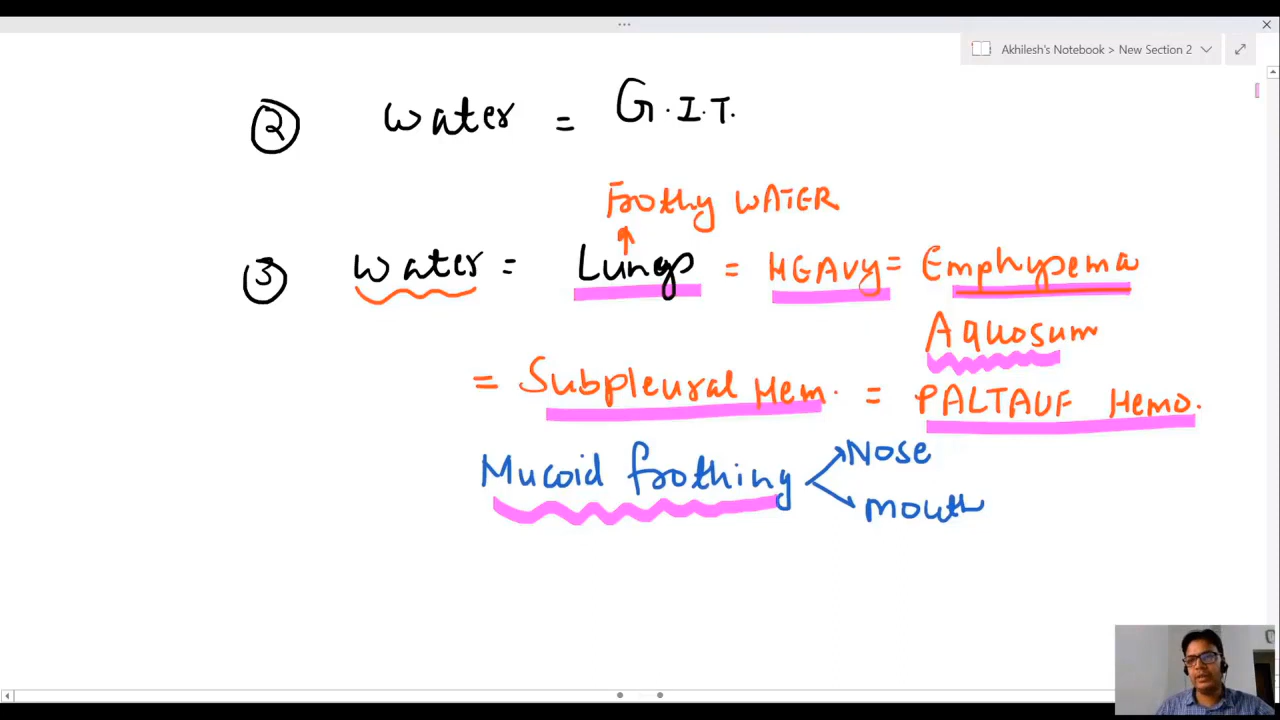 Akhilesh's Notebook > New Section 2
② water = G.I.T.
Frothy WATER
③ water = Lungs = HEAVY = Emphysema
Aquosum
= Subpleural Hem. = PALTAUF Hemo.
Mucoid frothing
Nose
mouth